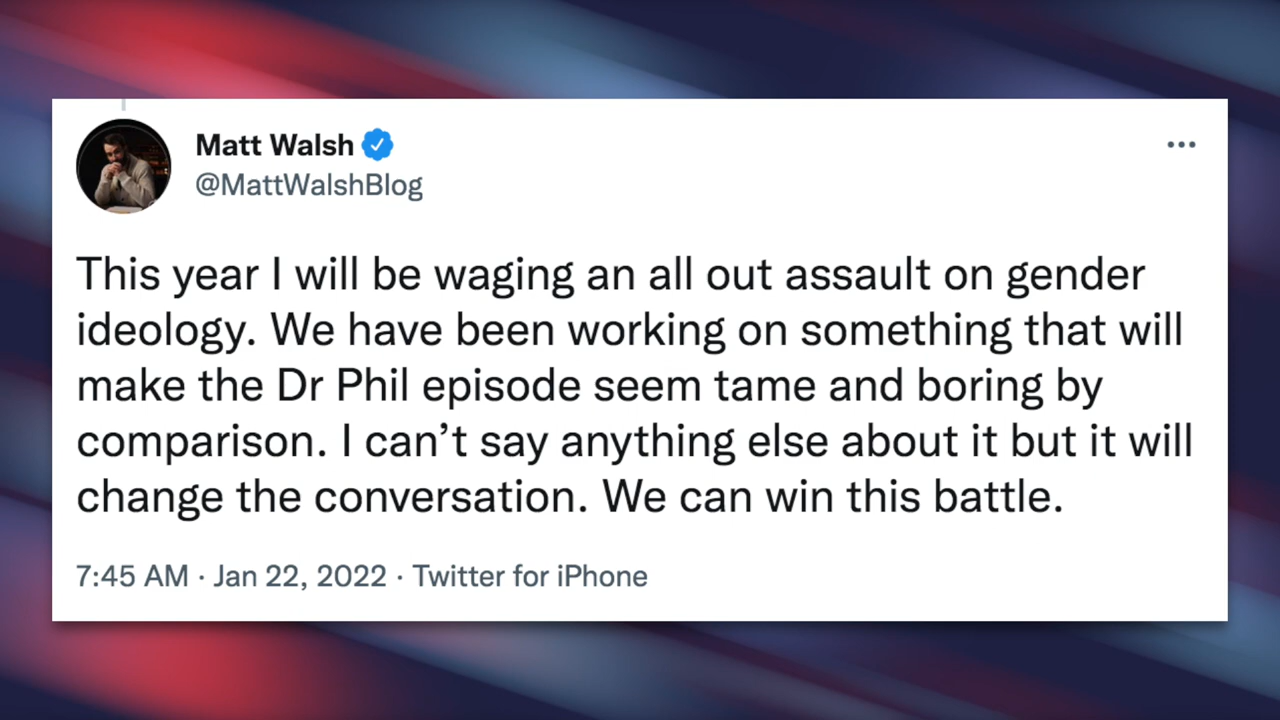 Matt Walsh
@MattWalshBlog
This year I will be waging an all out assault on gender
ideology. We have been working on something that will
make the Dr Phil episode seem tame and boring by
comparison. I can’t say anything else about it but it will
change the conversation. We can win this battle.
7:45 AM · Jan 22, 2022 · Twitter for iPhone